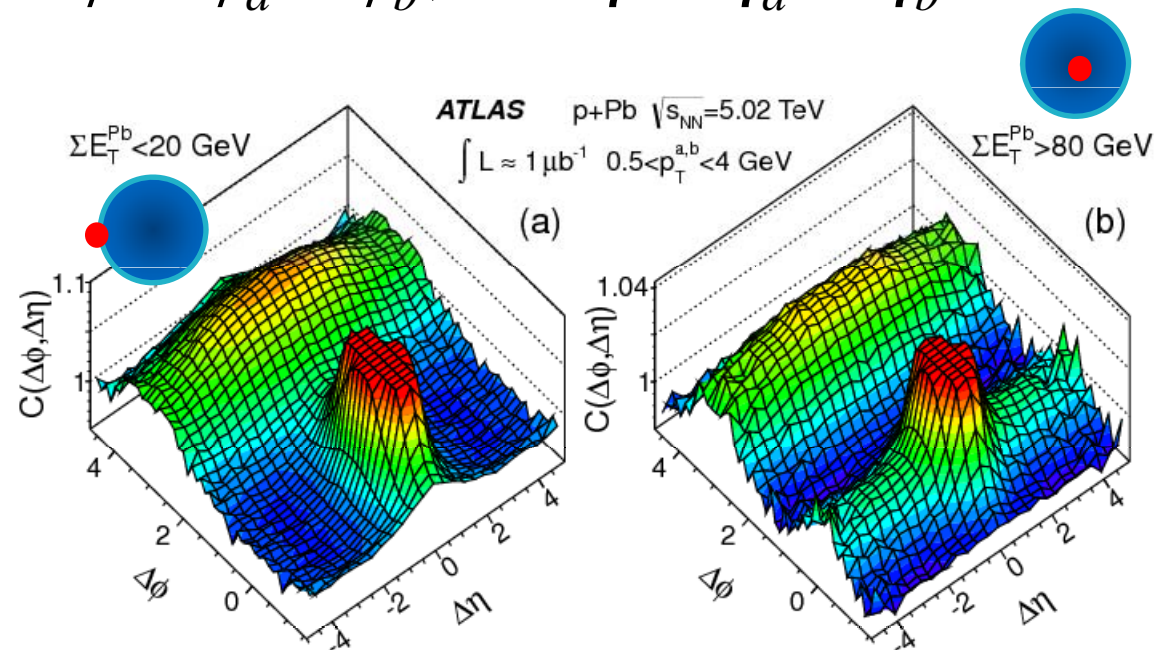 ATLAS p+Pb √s_NN=5.02 TeV
∫ L ≈ 1 μb⁻¹ 0.5<p_T^{a,b}<4 GeV
ΣE_T^{Pb}<20 GeV
ΣE_T^{Pb}>80 GeV
(a)
(b)
C(Δϕ,Δη)
1.1
1
4
2
0
Δϕ
-4
-2
0
2
4
Δη
C(Δϕ,Δη)
1.04
1
4
2
0
Δϕ
-4
-2
0
2
4
Δη